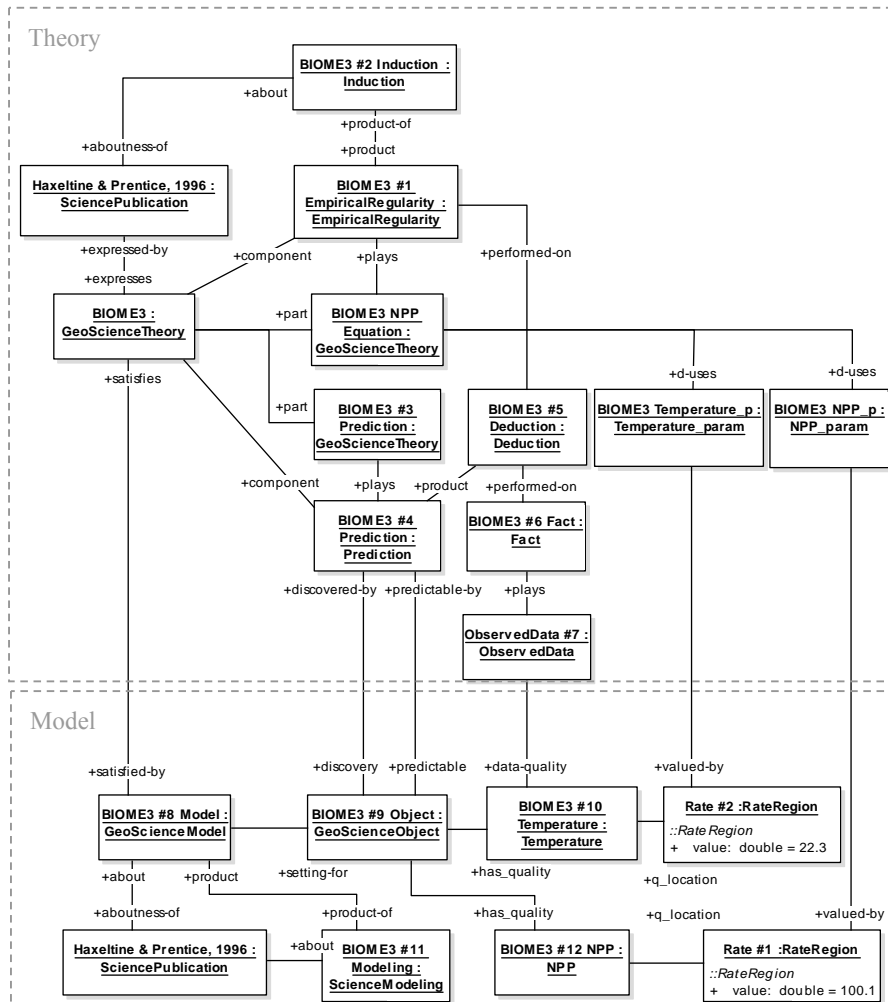 Theory
BIOME3 #2 Induction :
Induction
+about
+product-of
+aboutness-of
+product
Haxeltine & Prentice, 1996 :
SciencePublication
BIOME3 #1
EmpiricalRegularity :
EmpiricalRegularity
+expressed-by
+component
+plays
+performed-on
+expresses
BIOME3 :
GeoScienceTheory
+part
BIOME3 NPP
Equation :
GeoScienceTheory
+satisfies
+d-uses
+d-uses
+part
BIOME3 #3
Prediction :
GeoScienceTheory
BIOME3 #5
Deduction :
Deduction
BIOME3 Temperature_p :
Temperature_param
BIOME3 NPP_p :
NPP_param
+component
+plays
+product
+performed-on
BIOME3 #4
Prediction :
Prediction
BIOME3 #6 Fact :
Fact
+discovered-by
+predictable-by
+plays
ObservedData #7 :
ObservedData
Model
+satisfied-by
+discovery
+predictable
+data-quality
+valued-by
BIOME3 #8 Model :
GeoScienceModel
BIOME3 #9 Object :
GeoScienceObject
BIOME3 #10
Temperature :
Temperature
Rate #2 :RateRegion
::RateRegion
+ value: double = 22.3
+about
+product
+setting-for
+has_quality
+q_location
+aboutness-of
+product-of
+has_quality
+q_location
+valued-by
Haxeltine & Prentice, 1996 :
SciencePublication
+about
BIOME3 #11
Modeling :
ScienceModeling
BIOME3 #12 NPP :
NPP
Rate #1 :RateRegion
::RateRegion
+ value: double = 100.1